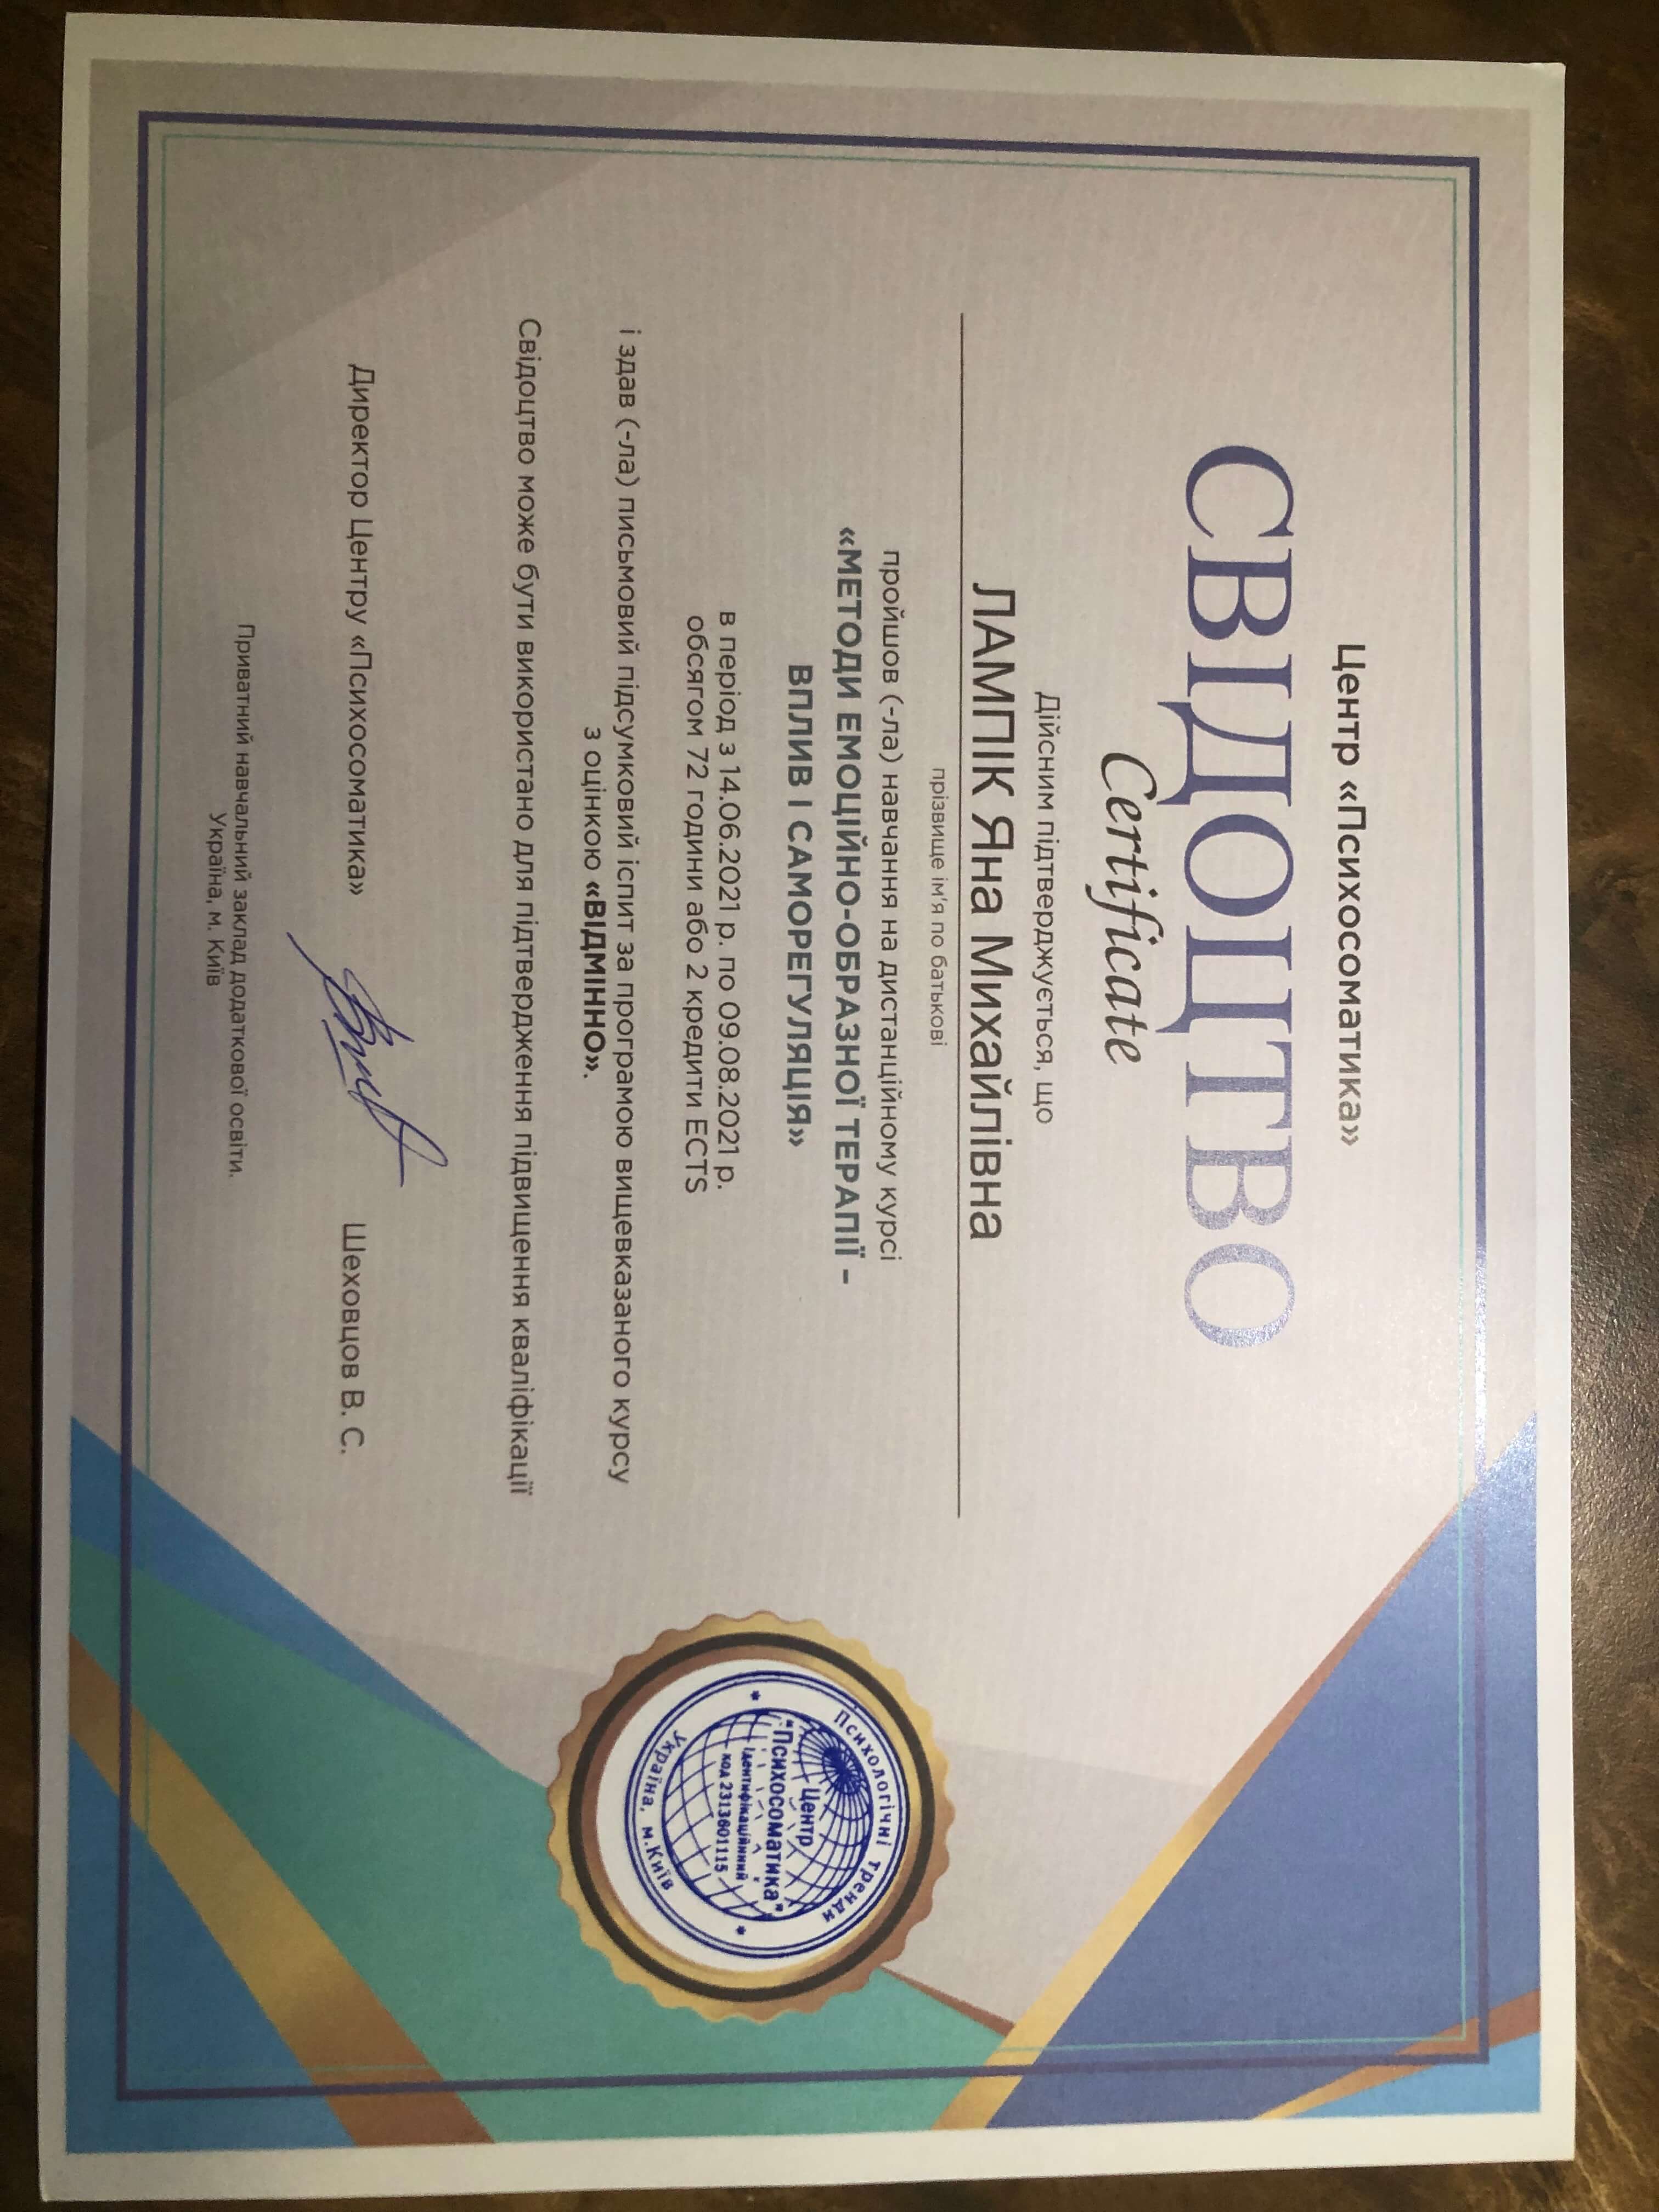 Центр «Психосоматика»
СВІДОЦТВО
Certificate
Дійсним підтверджується, що
ЛАМПІК Яна Михайлівна
прізвище ім'я по батькові
пройшов (-ла) навчання на дистанційному курсі
«МЕТОДИ ЕМОЦІЙНО-ОБРАЗНОЇ ТЕРАПІЇ –
ВПЛИВ І САМОРЕГУЛЯЦІЯ»
в період з 14.06.2021 р. по 09.08.2021 р.
обсягом 72 години або 2 кредити ECTS
і здав (-ла) письмовий підсумковий іспит за програмою вищевказаного курсу
з оцінкою «ВІДМІННО».
Свідоцтво може бути використано для підтвердження підвищення кваліфікації
Директор Центру «Психосоматика» Шеховцов В. С.
Приватний навчальний заклад додаткової освіти.
Україна, м. Київ
Психологічні тренди
Центр
"Психосоматика"
Ідентифікаційний
код 2313601115
Україна, м.Київ